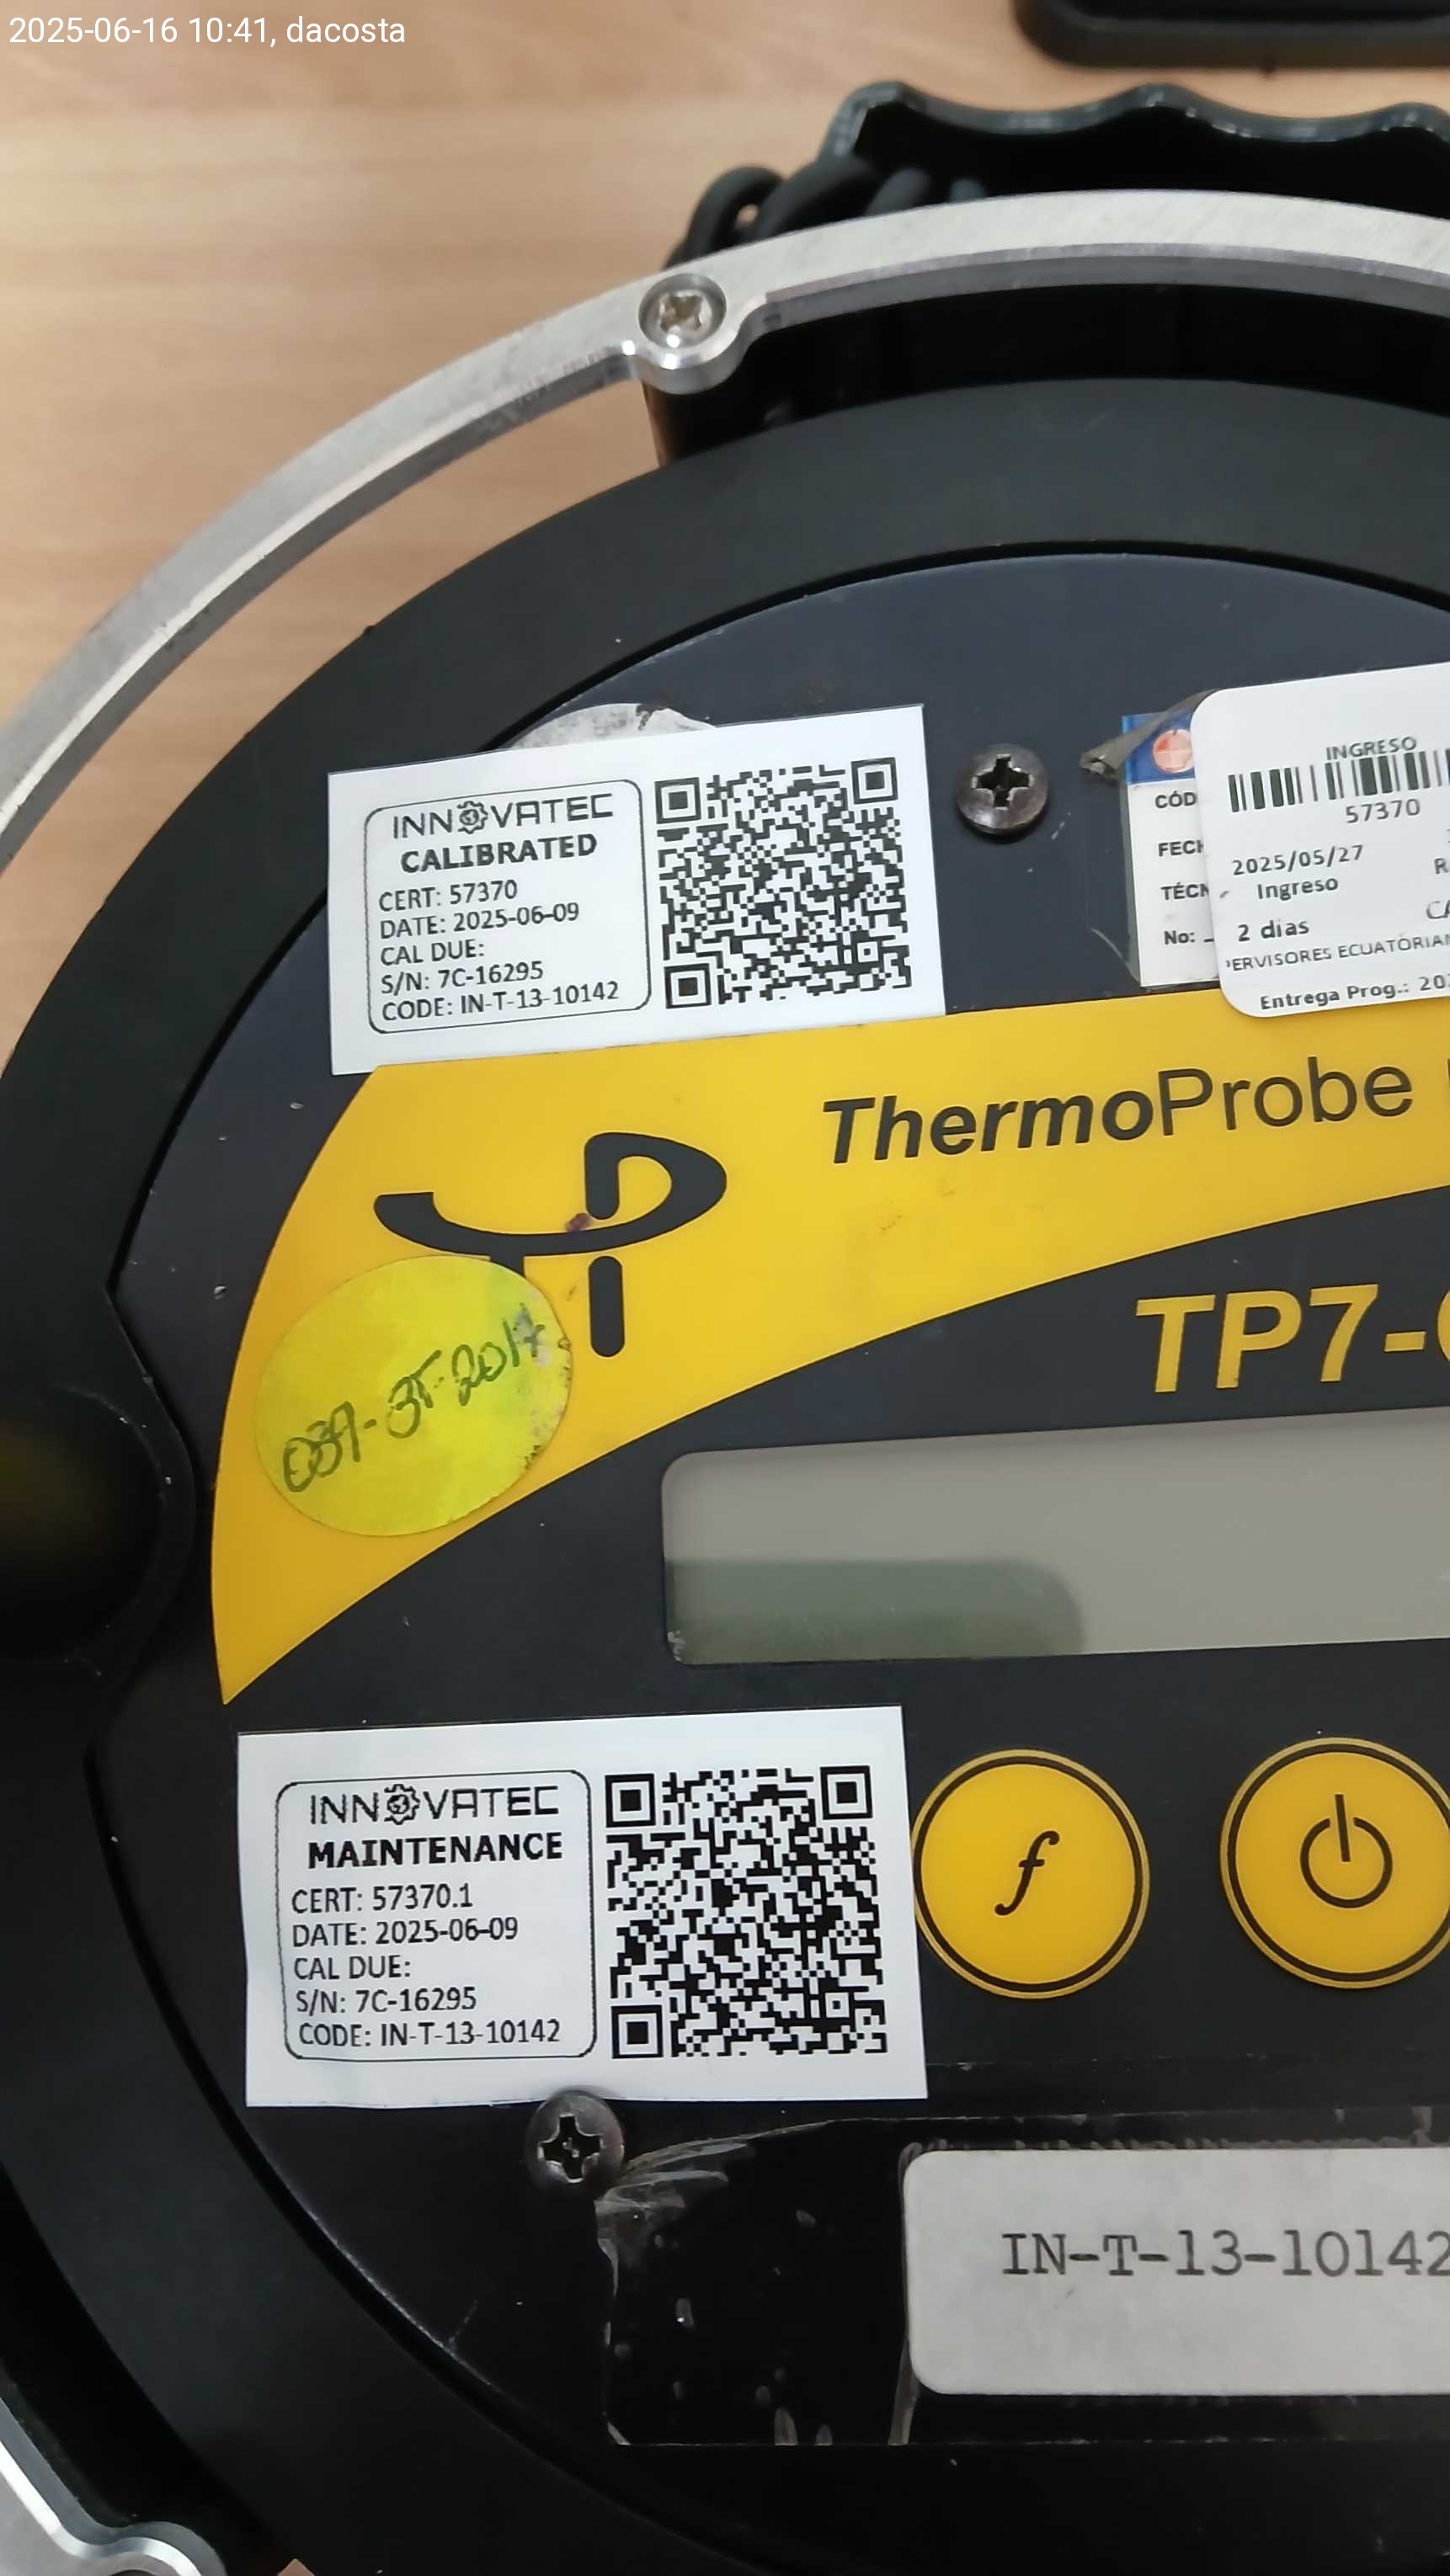 2025-06-16 10:41, dacosta
INNOVATEC
CALIBRATED
CERT: 57370
DATE: 2025-06-09
CAL DUE:
S/N: 7C-16295
CODE: IN-T-13-10142
INGRESO
57370
2025/05/27
Ingreso
2 dias
ERVISORES ECUATORIAN
Entrega Prog.: 20
CÓD
FECH
TÉCN
No:
ThermoProbe
TP7-
INNOVATEC
MAINTENANCE
CERT: 57370.1
DATE: 2025-06-09
CAL DUE:
S/N: 7C-16295
CODE: IN-T-13-10142
f
IN-T-13-10142